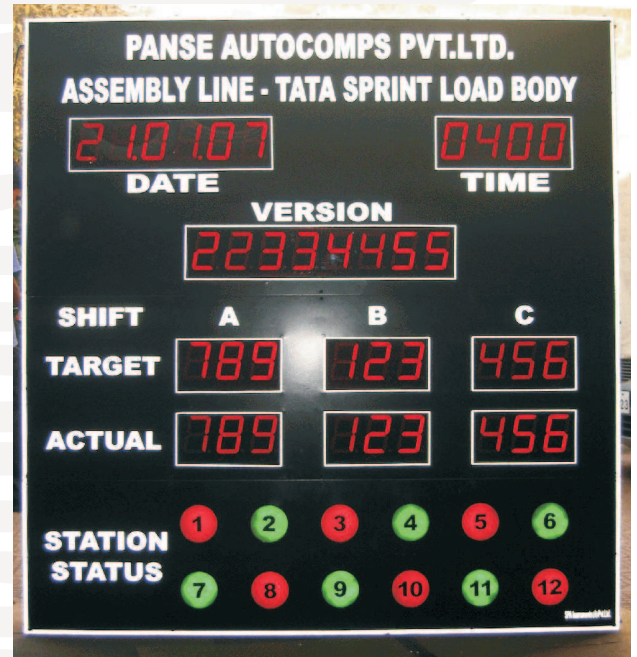 PANSE AUTOCOMPS PVT.LTD.
ASSEMBLY LINE - TATA SPRINT LOAD BODY
21.01.07 0400
DATE TIME
VERSION
22334455
SHIFT A B C
TARGET 789 123 456
ACTUAL 789 123 456
STATION STATUS
1 2 3 4 5 6
7 8 9 10 11 12